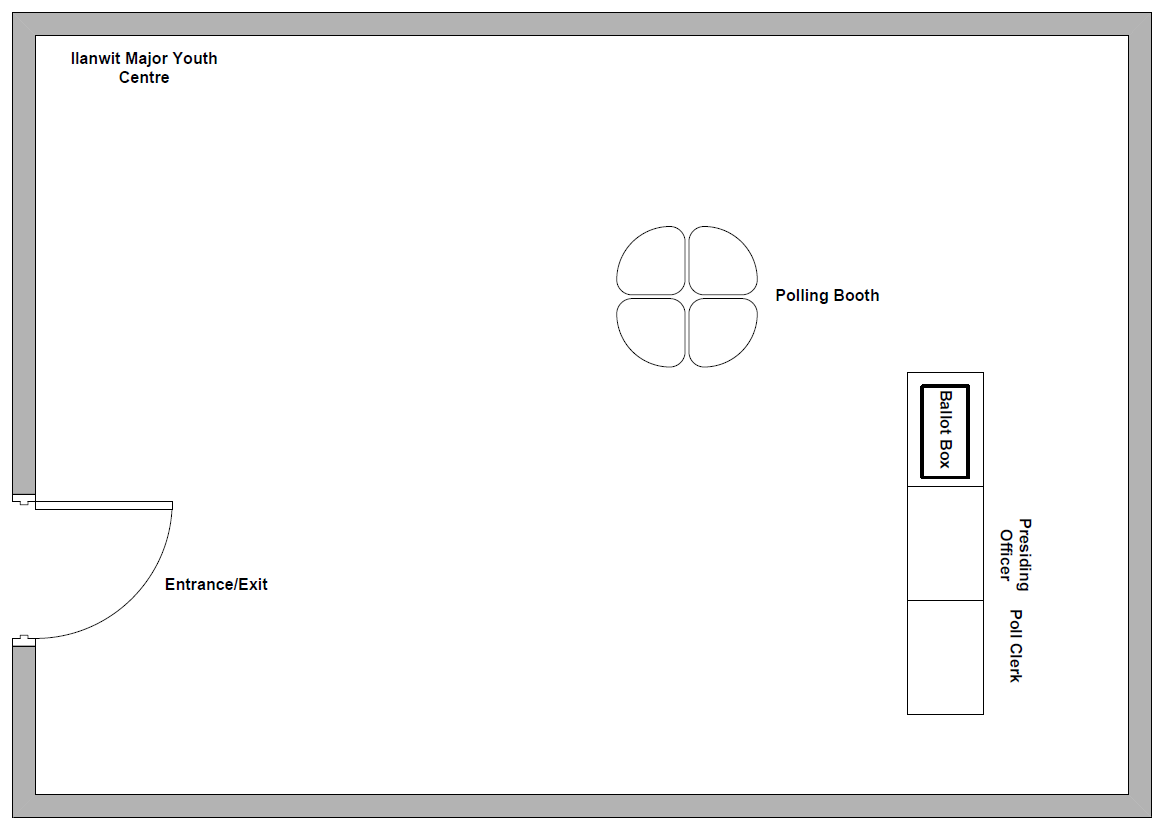 llanwit Major Youth
Centre
Polling Booth
Ballot Box
Presiding
Officer
Entrance/Exit
Poll Clerk